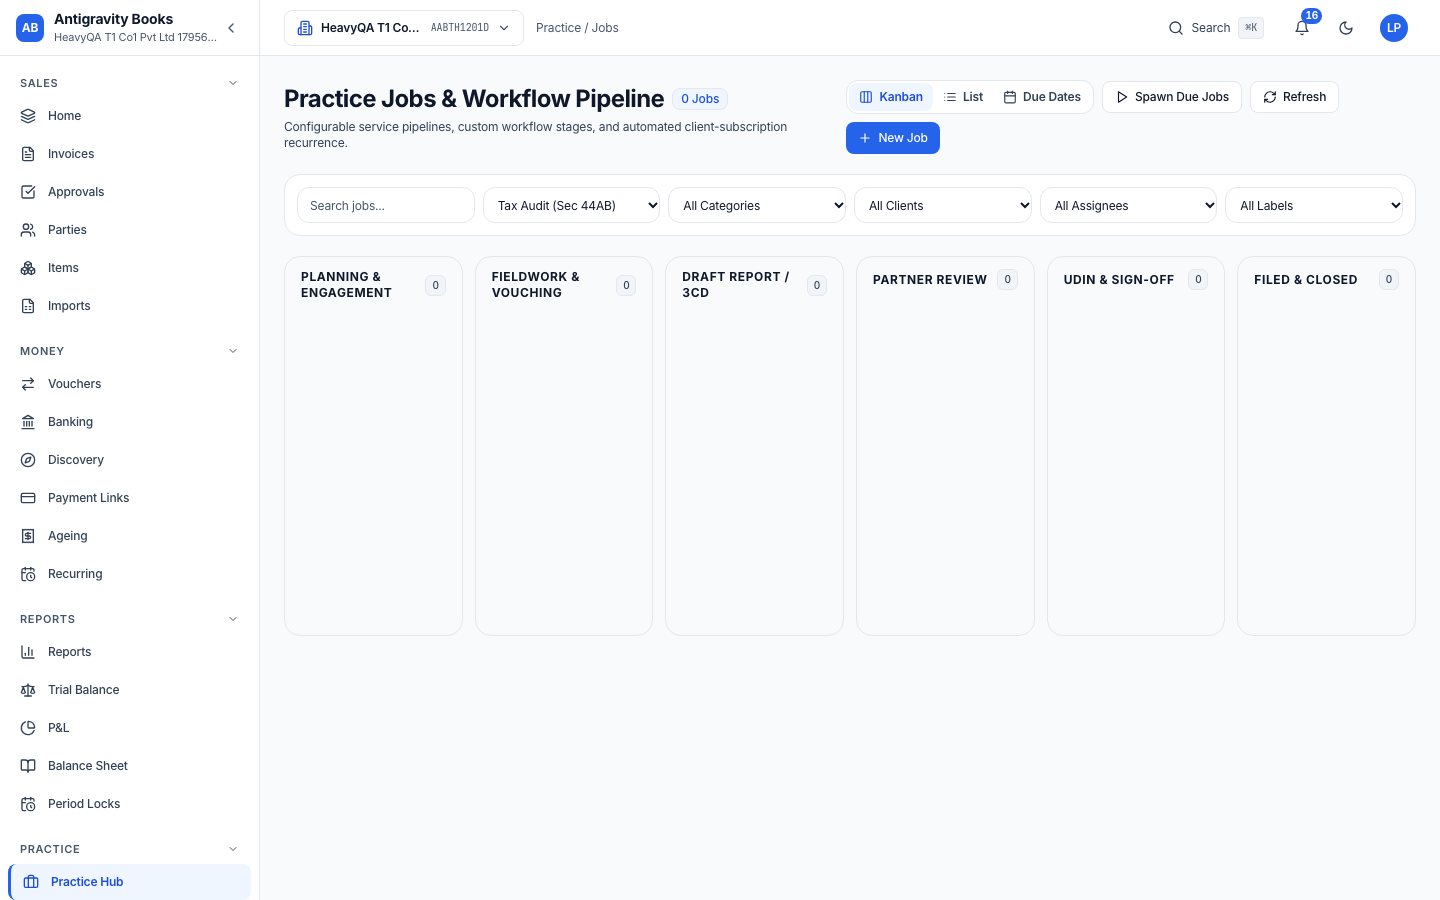 AB
Antigravity Books
HeavyQA T1 Co1 Pvt Ltd 17956...
HeavyQA T1 Co...
AABTH1201D
Practice / Jobs
Search
⌘K
16
LP
SALES
Home
Invoices
Approvals
Parties
Items
Imports
MONEY
Vouchers
Banking
Discovery
Payment Links
Ageing
Recurring
REPORTS
Reports
Trial Balance
P&L
Balance Sheet
Period Locks
PRACTICE
Practice Hub
Practice Jobs & Workflow Pipeline
0 Jobs
Configurable service pipelines, custom workflow stages, and automated client-subscription
recurrence.
Kanban
List
Due Dates
Spawn Due Jobs
Refresh
New Job
Search jobs...
Tax Audit (Sec 44AB)
All Categories
All Clients
All Assignees
All Labels
PLANNING &
ENGAGEMENT
0
FIELDWORK &
VOUCHING
0
DRAFT REPORT /
3CD
0
PARTNER REVIEW
0
UDIN & SIGN-OFF
0
FILED & CLOSED
0